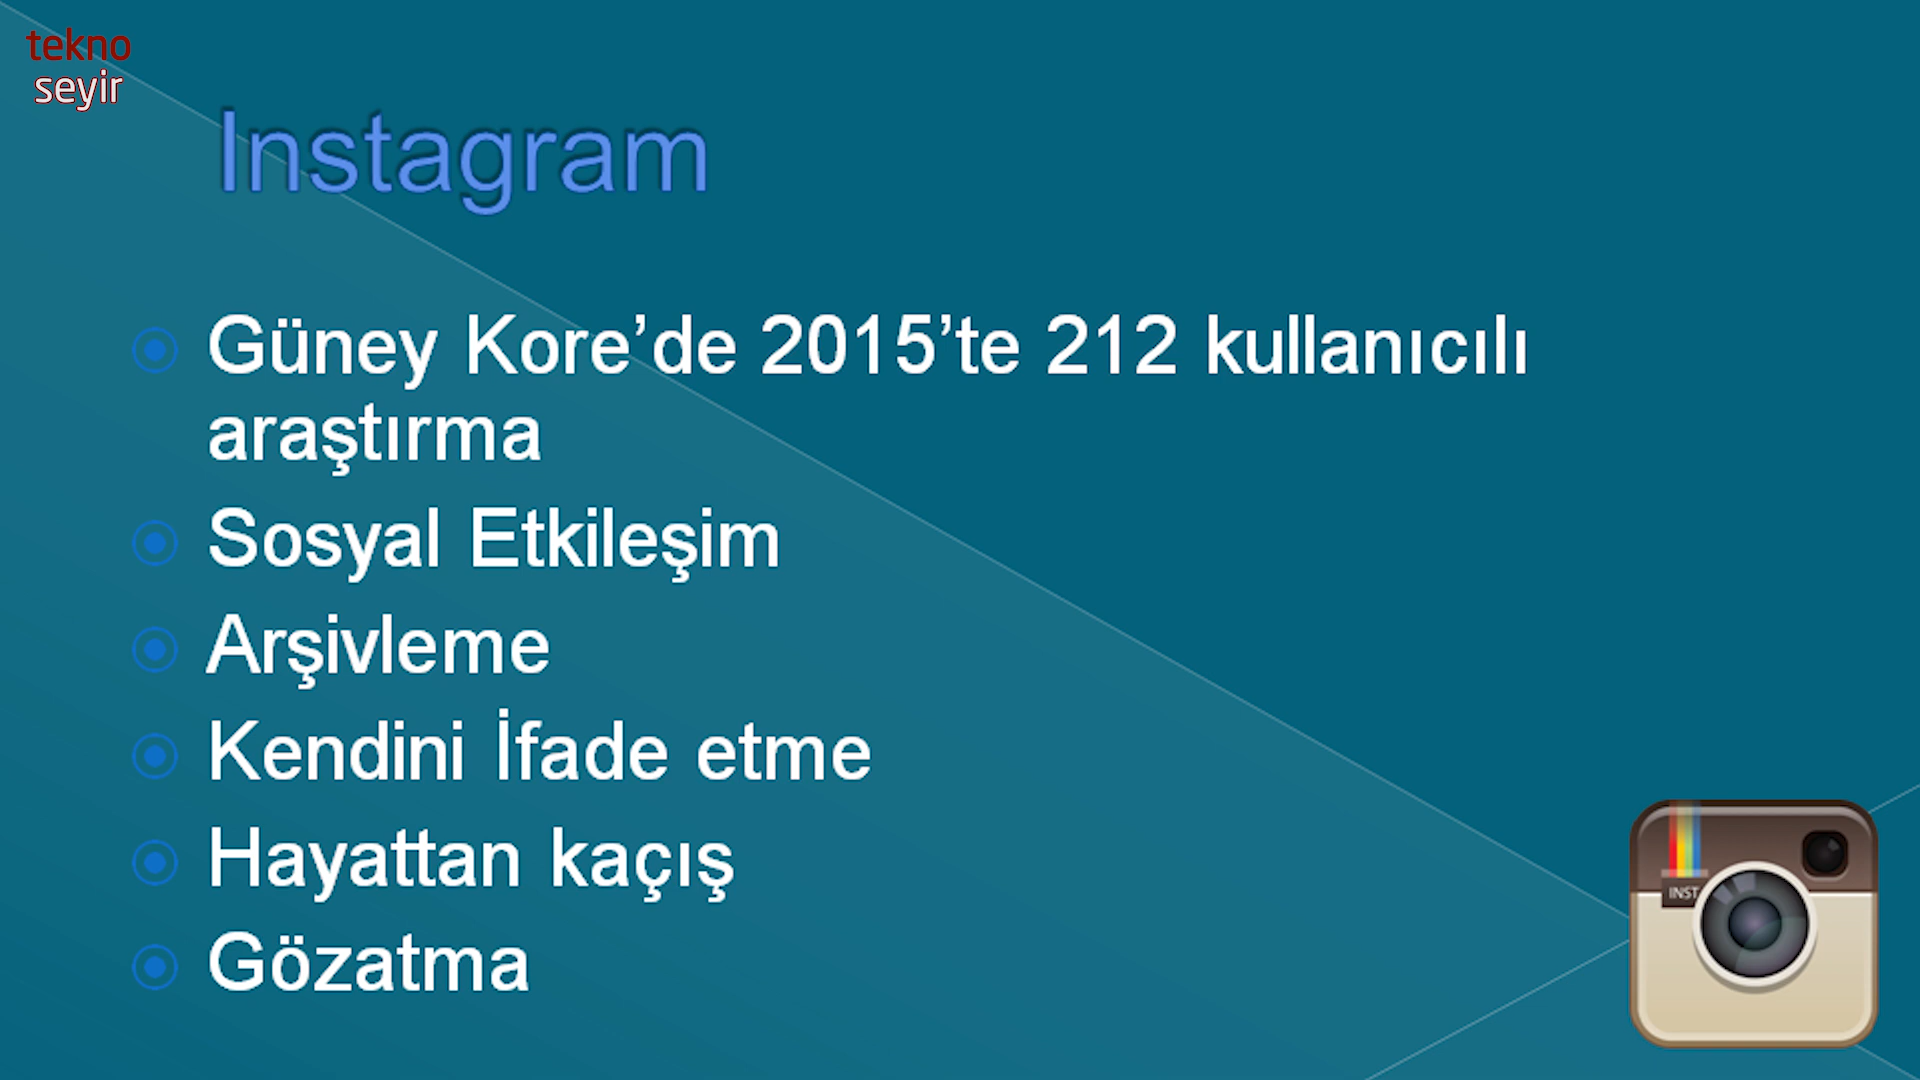 tekno
seyir
Instagram
Güney Kore’de 2015’te 212 kullanıcılı
araştırma
Sosyal Etkileşim
Arşivleme
Kendini İfade etme
Hayattan kaçış
Gözatma
INST